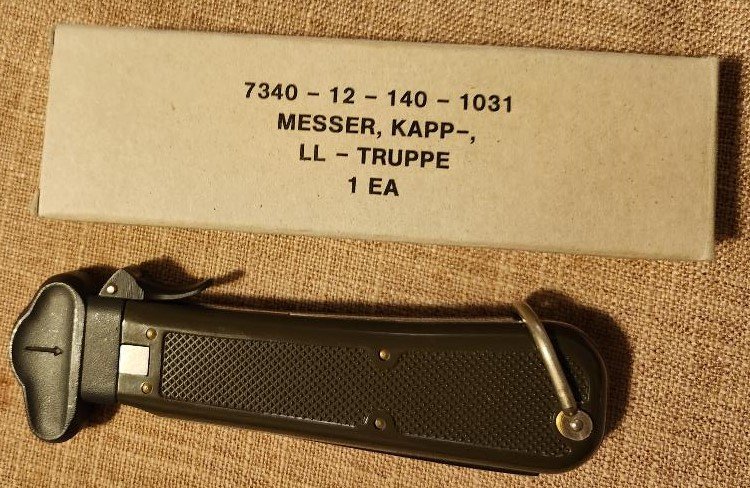 7340 – 12 – 140 – 1031
MESSER, KAPP–,
LL – TRUPPE
1 EA